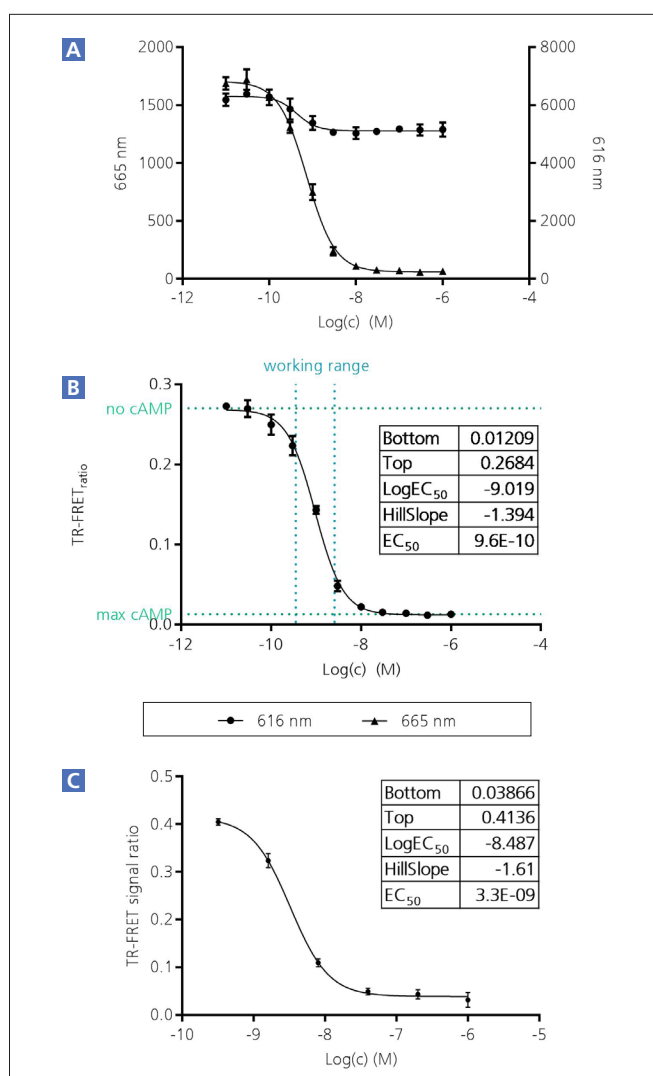 A
2000
1500
1000
500
0
665 nm
8000
6000
4000
2000
0
616 nm
-12 -10 -8 -6 -4
Log(c) (M)
B
working range
no cAMP
max cAMP
0.3
0.2
0.1
0.0
TR-FRETratio
Bottom 0.01209
Top 0.2684
LogEC50 -9.019
HillSlope -1.394
EC50 9.6E-10
-12 -10 -8 -6 -4
Log(c) (M)
616 nm 665 nm
C
0.5
0.4
0.3
0.2
0.1
0.0
TR-FRET signal ratio
Bottom 0.03866
Top 0.4136
LogEC50 -8.487
HillSlope -1.61
EC50 3.3E-09
-10 -9 -8 -7 -6 -5
Log(c) (M)